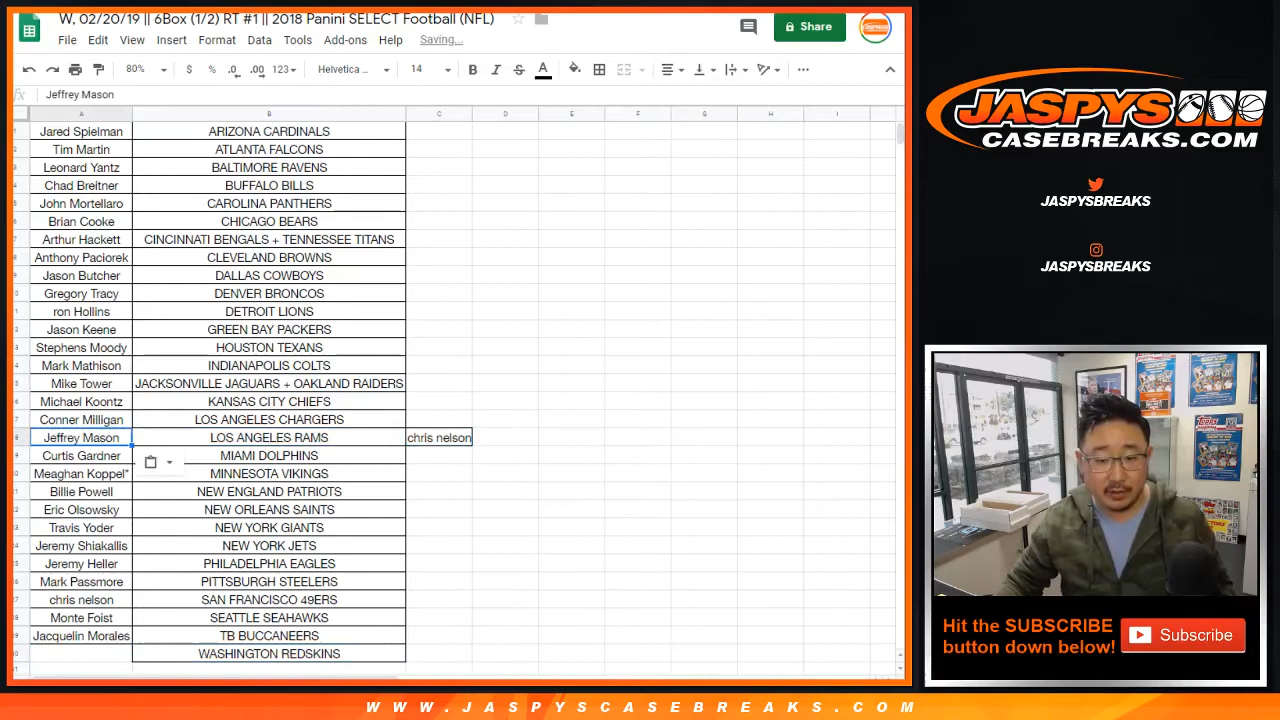 W, 02/20/19 || 6Box (1/2) RT #1 || 2018 Panini SELECT Football (NFL)
File Edit View Insert Format Data Tools Add-ons Help Saving...
Share
80% $ % .0 .00 123 Helvetica ... 14 B I S A
fx Jeffrey Mason
A B C D E F G H I
Jared Spielman ARIZONA CARDINALS
Tim Martin ATLANTA FALCONS
Leonard Yantz BALTIMORE RAVENS
Chad Breitner BUFFALO BILLS
John Mortellaro CAROLINA PANTHERS
Brian Cooke CHICAGO BEARS
Arthur Hackett CINCINNATI BENGALS + TENNESSEE TITANS
Anthony Paciorek CLEVELAND BROWNS
Jason Butcher DALLAS COWBOYS
Gregory Tracy DENVER BRONCOS
ron Hollins DETROIT LIONS
Jason Keene GREEN BAY PACKERS
Stephens Moody HOUSTON TEXANS
Mark Mathison INDIANAPOLIS COLTS
Mike Tower JACKSONVILLE JAGUARS + OAKLAND RAIDERS
Michael Koontz KANSAS CITY CHIEFS
Conner Milligan LOS ANGELES CHARGERS
Jeffrey Mason LOS ANGELES RAMS chris nelson
Curtis Gardner MIAMI DOLPHINS
Meaghan Koppel* MINNESOTA VIKINGS
Billie Powell NEW ENGLAND PATRIOTS
Eric Olsowsky NEW ORLEANS SAINTS
Travis Yoder NEW YORK GIANTS
Jeremy Shiakallis NEW YORK JETS
Jeremy Heller PHILADELPHIA EAGLES
Mark Passmore PITTSBURGH STEELERS
chris nelson SAN FRANCISCO 49ERS
Monte Foist SEATTLE SEAHAWKS
Jacquelin Morales TB BUCCANEERS
WASHINGTON REDSKINS
JASPYS
CASEBREAKS.COM
JASPYSBREAKS
JASPYSBREAKS
Hit the SUBSCRIBE
button down below!
Subscribe
WWW.JASPYSCASEBREAKS.COM